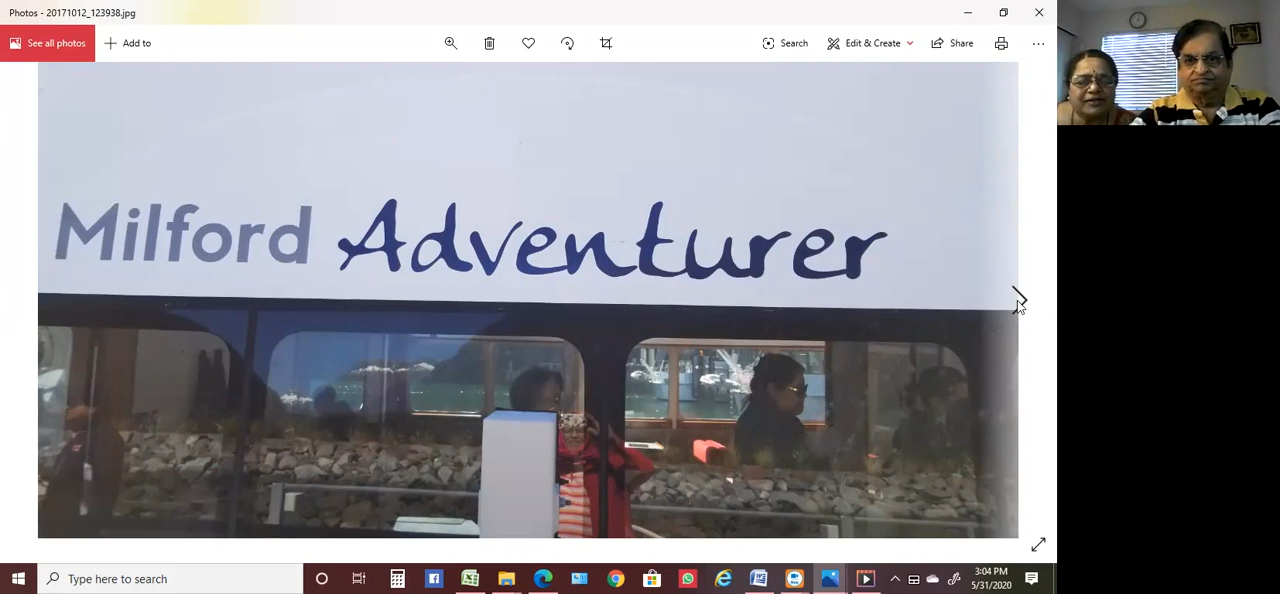 Photos - 20171012_123938.jpg
See all photos
Add to
Search
Edit & Create
Share
Milford Adventurer
Type here to search
3:04 PM
5/31/2020